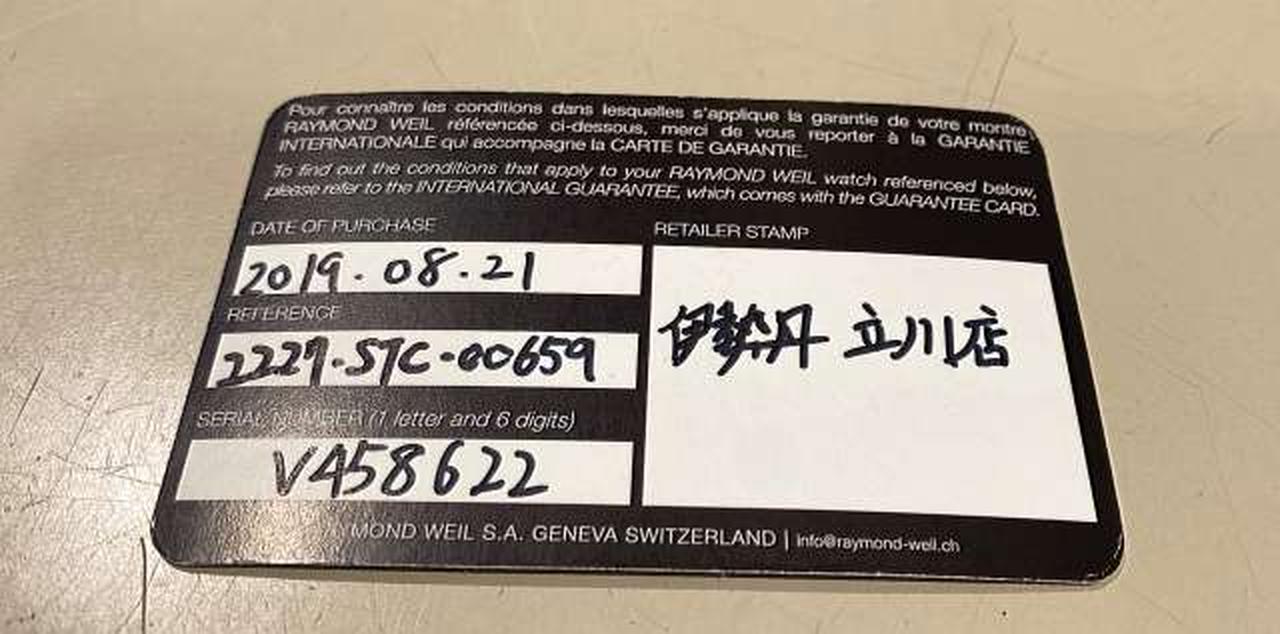 Pour connaître les conditions dans lesquelles s'applique la garantie de votre montre
RAYMOND WEIL référencée ci-dessous, merci de vous reporter à la GARANTIE
INTERNATIONALE qui accompagne la CARTE DE GARANTIE.
To find out the conditions that apply to your RAYMOND WEIL watch referenced below,
please refer to the INTERNATIONAL GUARANTEE, which comes with the GUARANTEE CARD.
DATE OF PURCHASE
2019.08.21
REFERENCE
2227-STC-00659
SERIAL NUMBER (1 letter and 6 digits)
V458622
RETAILER STAMP
伊勢丹 立川店
YMOND WEIL S.A. GENEVA SWITZERLAND | info@raymond-weil.ch